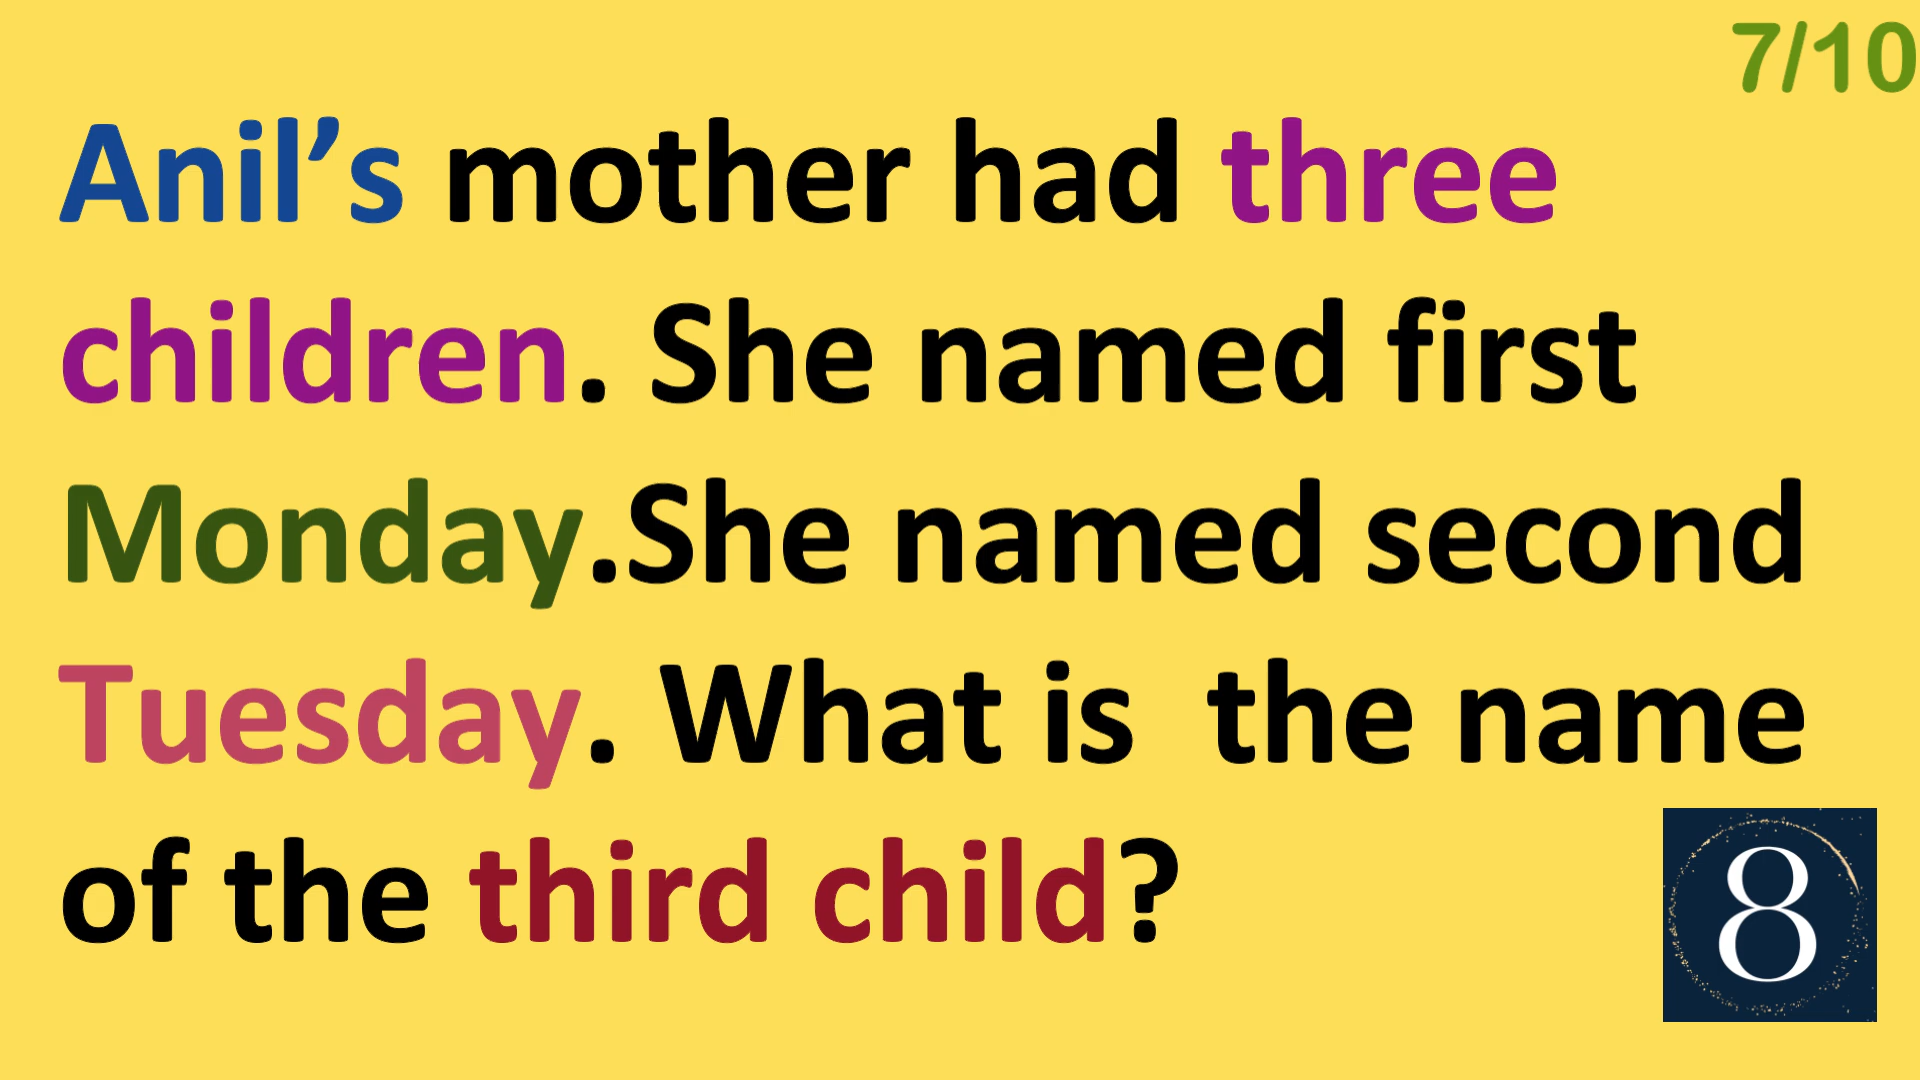 7/10
Anil’s mother had three
children. She named first
Monday.She named second
Tuesday. What is  the name
of the third child?
8